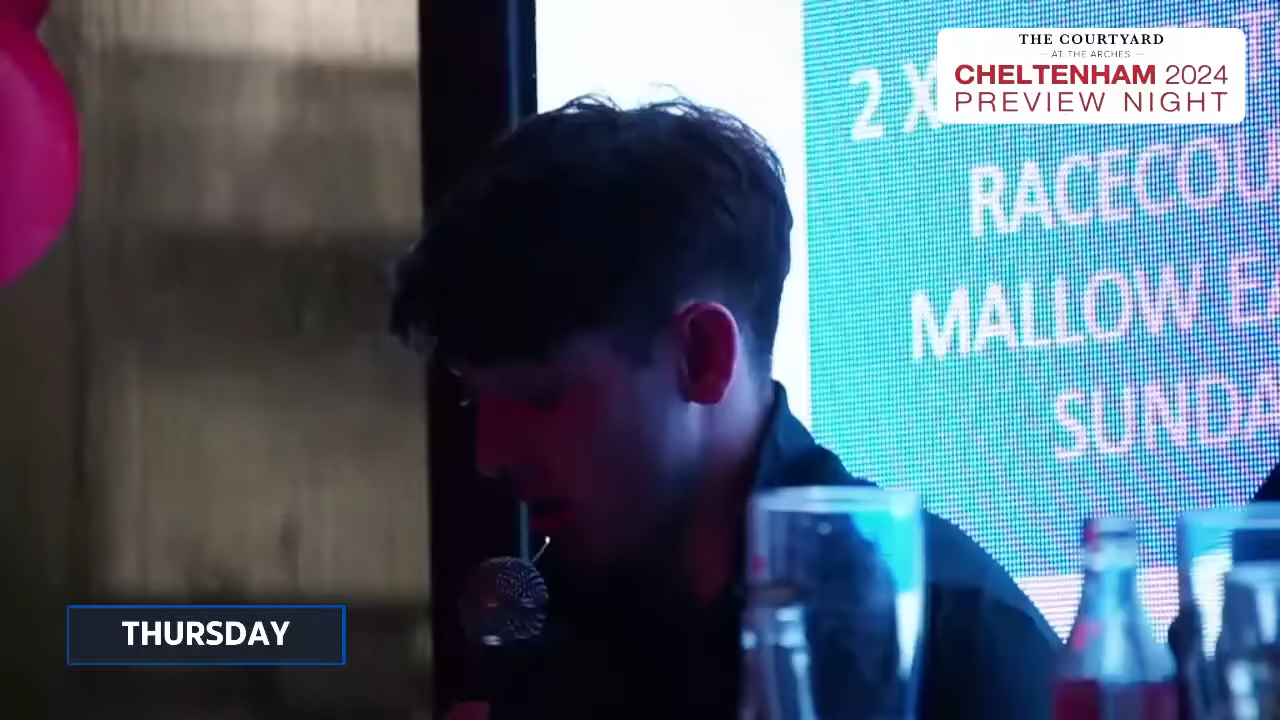 THE COURTYARD
— AT THE ARCHES —
CHELTENHAM 2024
PREVIEW NIGHT
2 X
RACECOU
MALLOW
SUNDA
THURSDAY